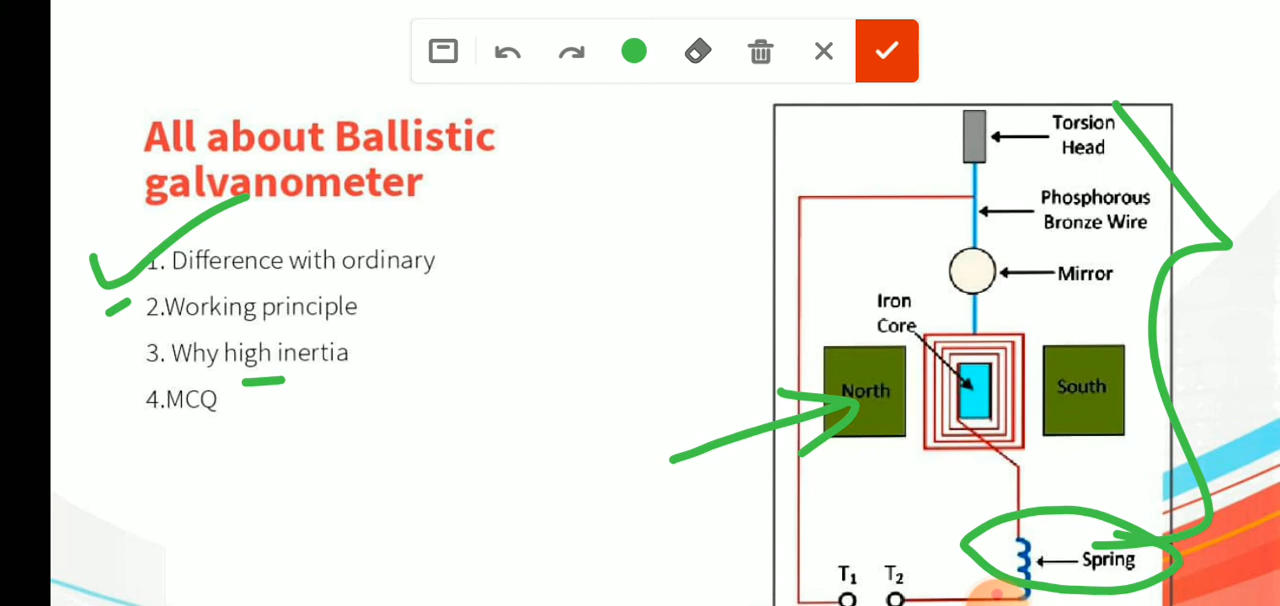 All about Ballistic
galvanometer
1. Difference with ordinary
2.Working principle
3. Why high inertia
4.MCQ
Torsion
Head
Phosphorous
Bronze Wire
Mirror
Iron
Core
North
South
Spring
T₁ T₂